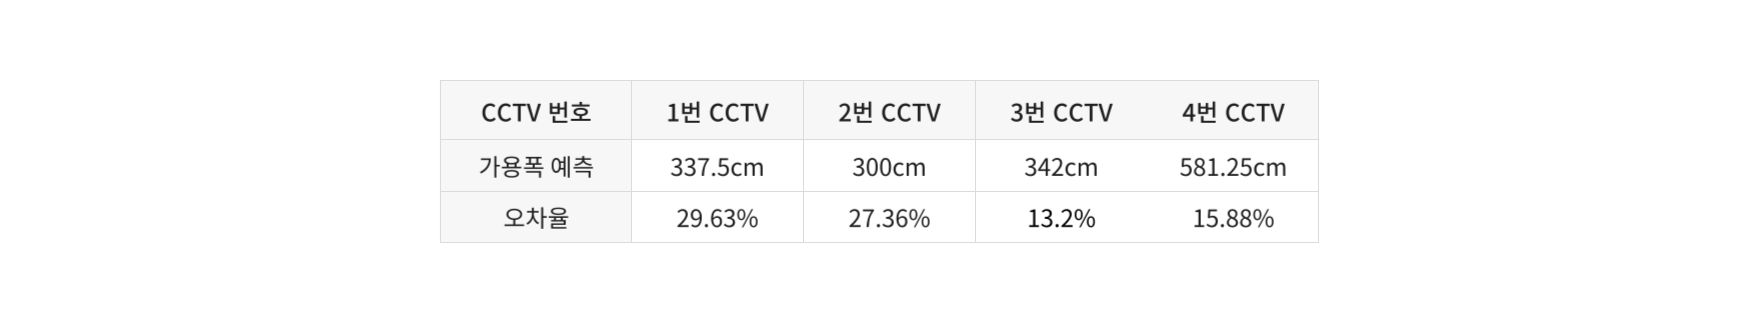 CCTV 번호 1번 CCTV 2번 CCTV 3번 CCTV 4번 CCTV
가용폭 예측 337.5cm 300cm 342cm 581.25cm
오차율 29.63% 27.36% 13.2% 15.88%